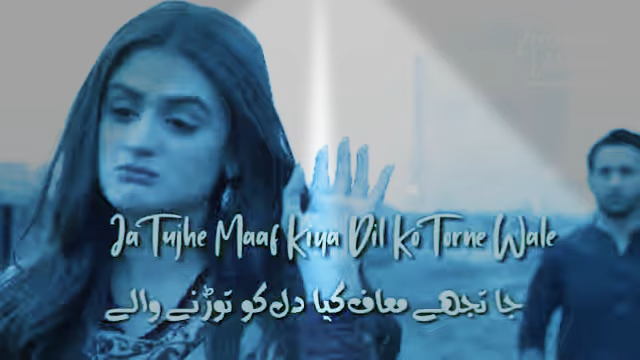 Ja Tujhe Maaf Kiya Dil Ko Torne Wale
جا تجھے معاف کیا دل کو توڑنے والے